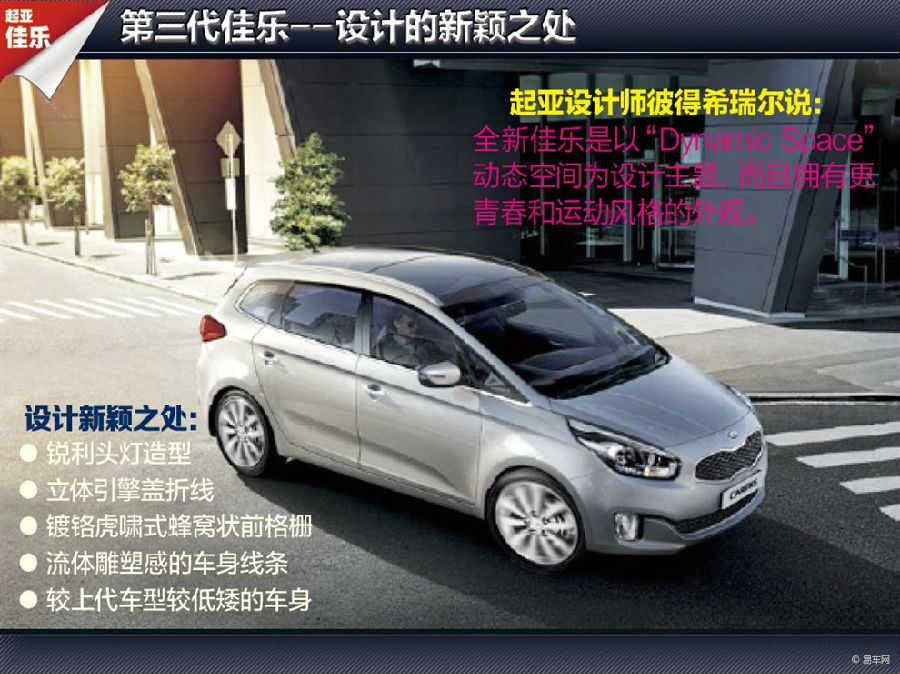 起亚
佳乐
第三代佳乐--设计的新颖之处
起亚设计师彼得希瑞尔说:
全新佳乐是以“Dynamic Space”
动态空间为设计主题,而且拥有更
青春和运动风格的外观。
设计新颖之处:
● 锐利头灯造型
● 立体引擎盖折线
● 镀铬虎啸式蜂窝状前格栅
● 流体雕塑感的车身线条
● 较上代车型较低矮的车身
CARENS
© 易车网